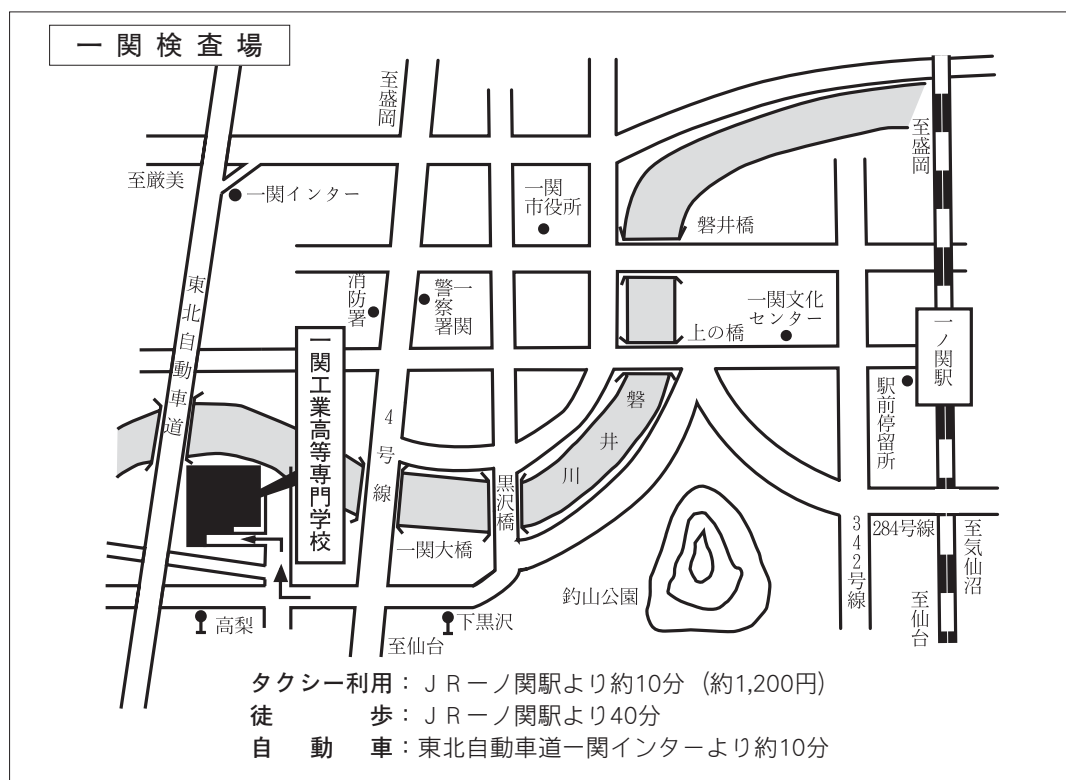 一関検査場
至盛岡
至盛岡
至厳美
一関インター
一関
市役所
磐井橋
東北自動車道
消防署
一関
警察署
一関文化
センター
上の橋
一ノ関駅
駅前停留所
一関工業高等専門学校
4号線
磐井川
黒沢橋
一関大橋
342号線
284号線
至気仙沼
至仙台
釣山公園
高梨
下黒沢
至仙台
タクシー利用：ＪＲ一ノ関駅より約10分（約1,200円）
徒歩：ＪＲ一ノ関駅より40分
自動車：東北自動車道一関インターより約10分